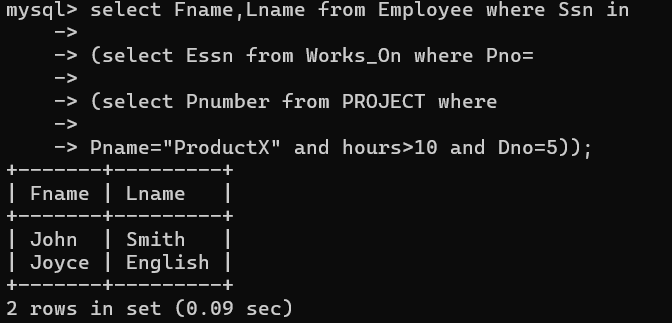 mysql> select Fname,Lname from Employee where Ssn in
    ->
    -> (select Essn from Works_On where Pno=
    ->
    -> (select Pnumber from PROJECT where
    ->
    -> Pname="ProductX" and hours>10 and Dno=5));
+-------+---------+
| Fname | Lname   |
+-------+---------+
| John  | Smith   |
| Joyce | English |
+-------+---------+
2 rows in set (0.09 sec)